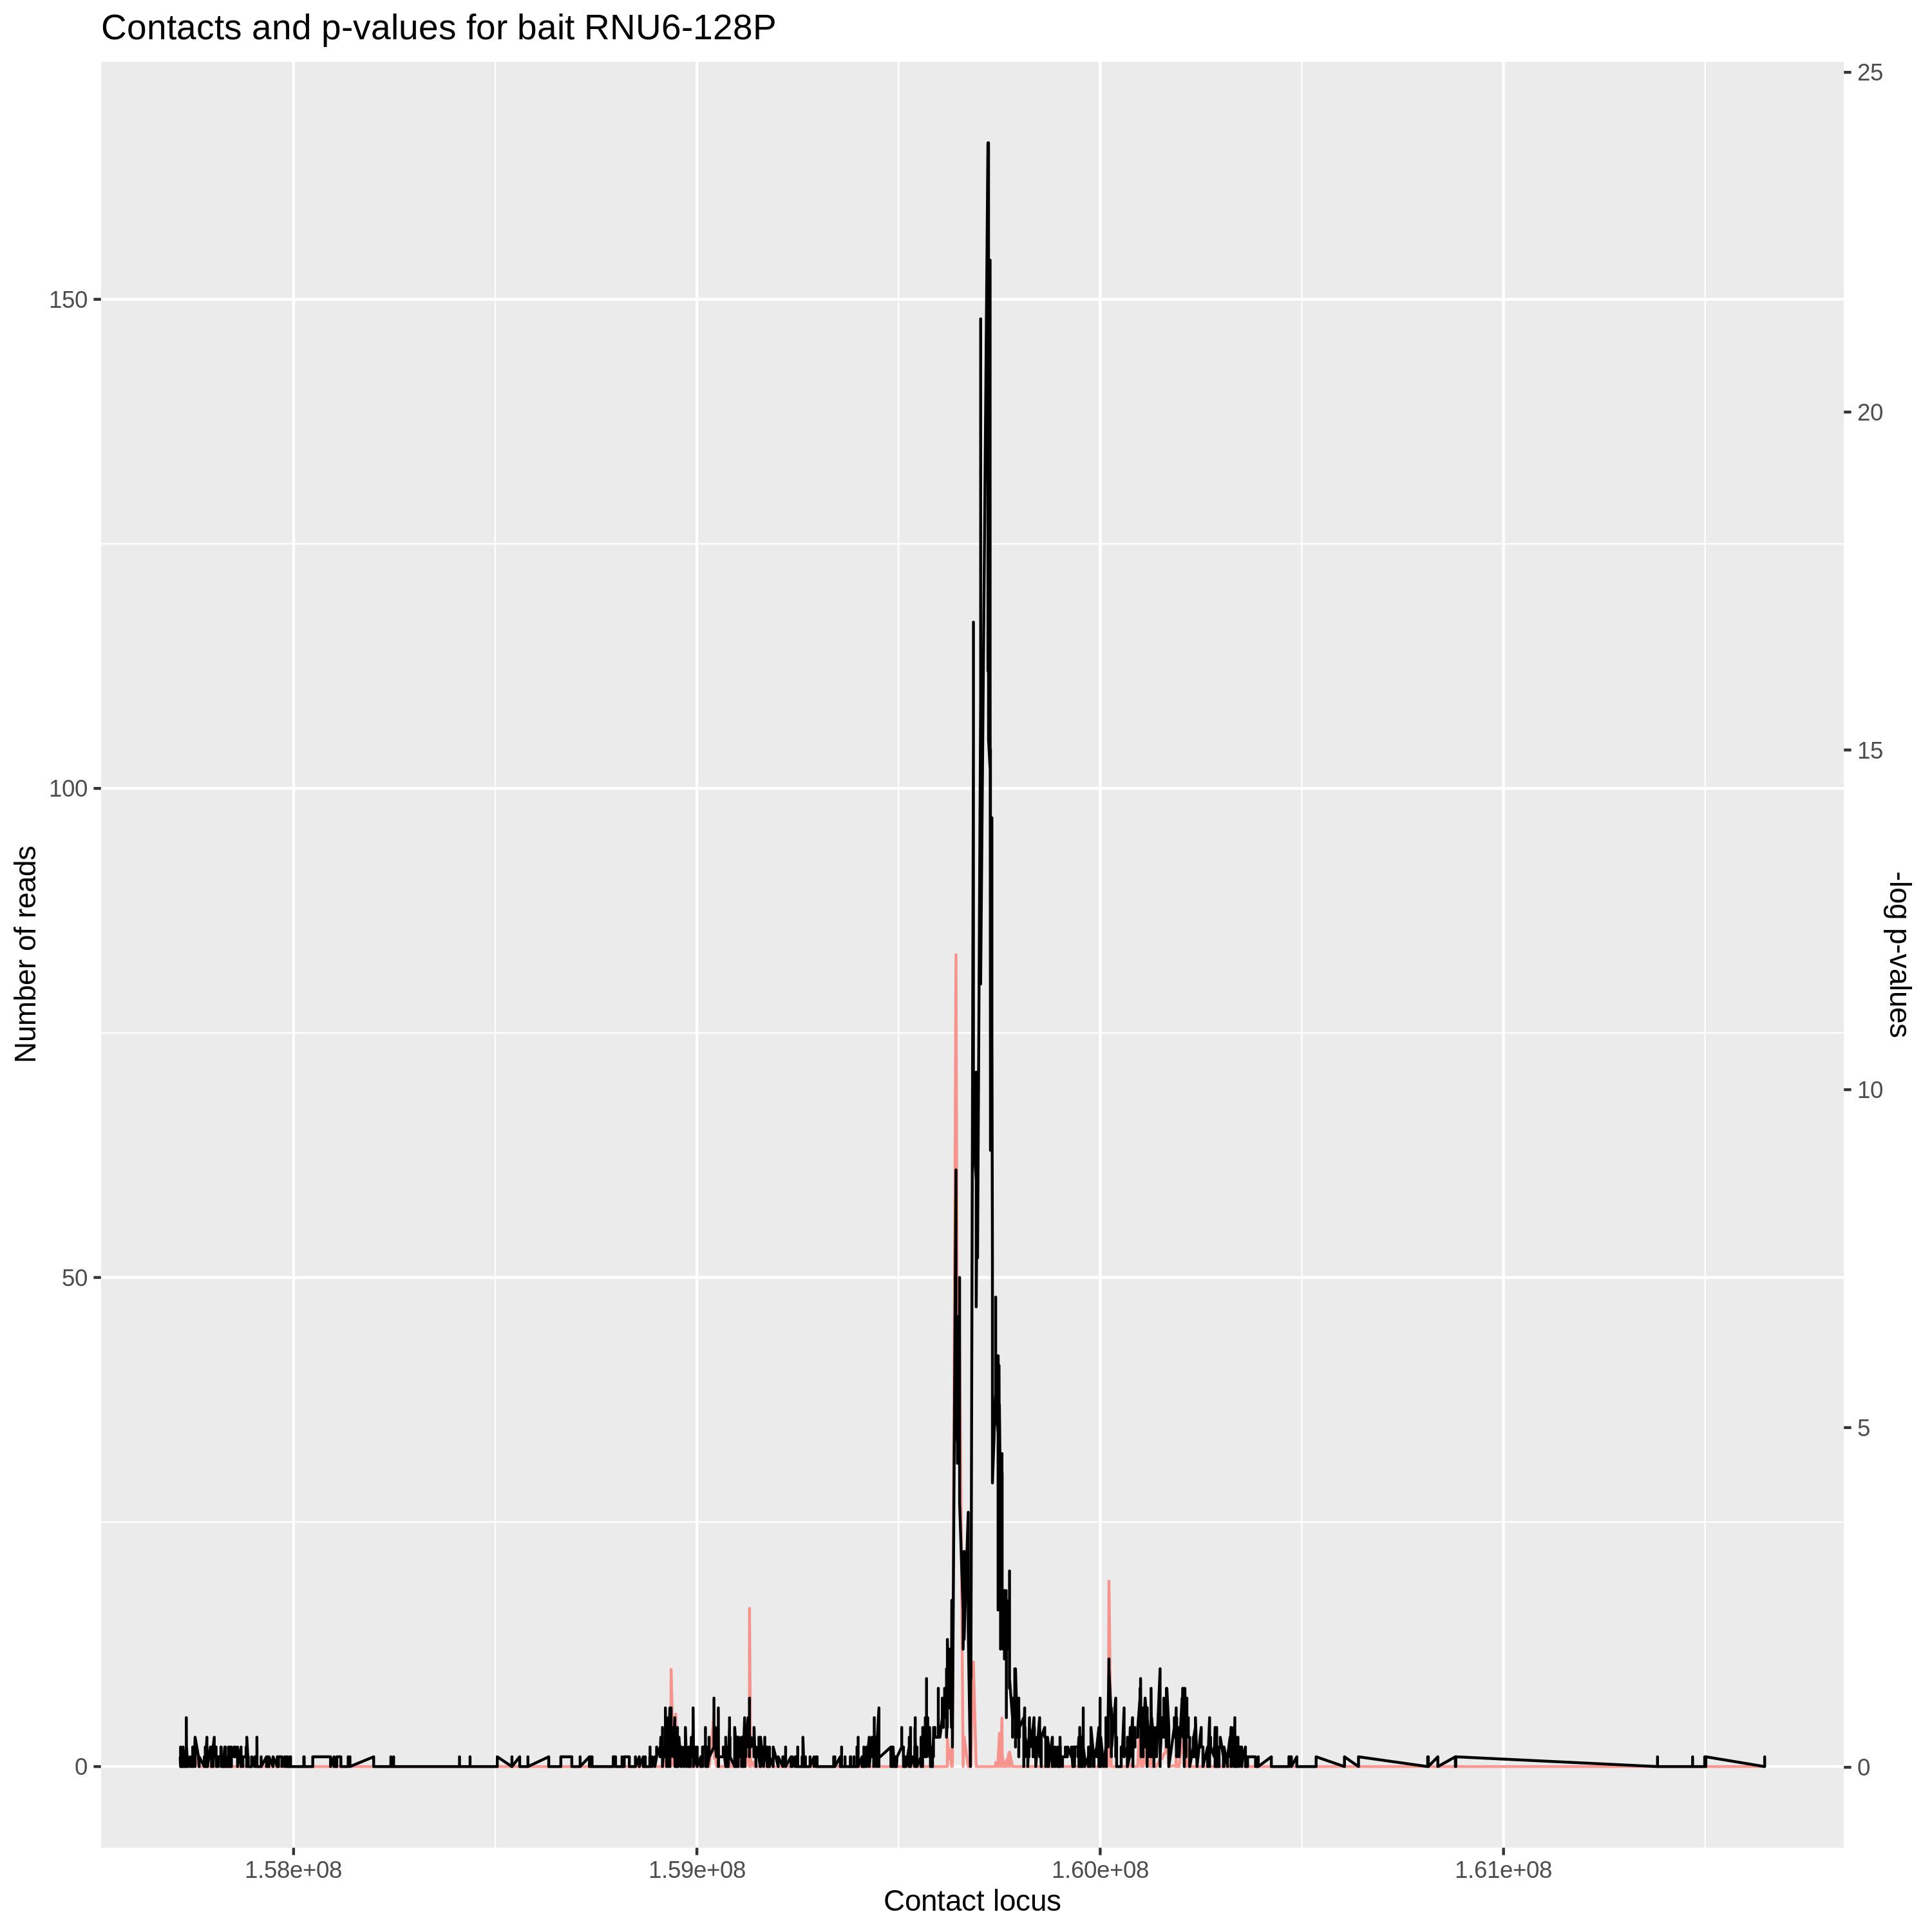 Contacts and p-values for bait RNU6-128P
25
150
20
15
100
Number of reads
-log p-values
10
5
50
0
0
1.58e+08
1.59e+08
1.60e+08
1.61e+08
Contact locus